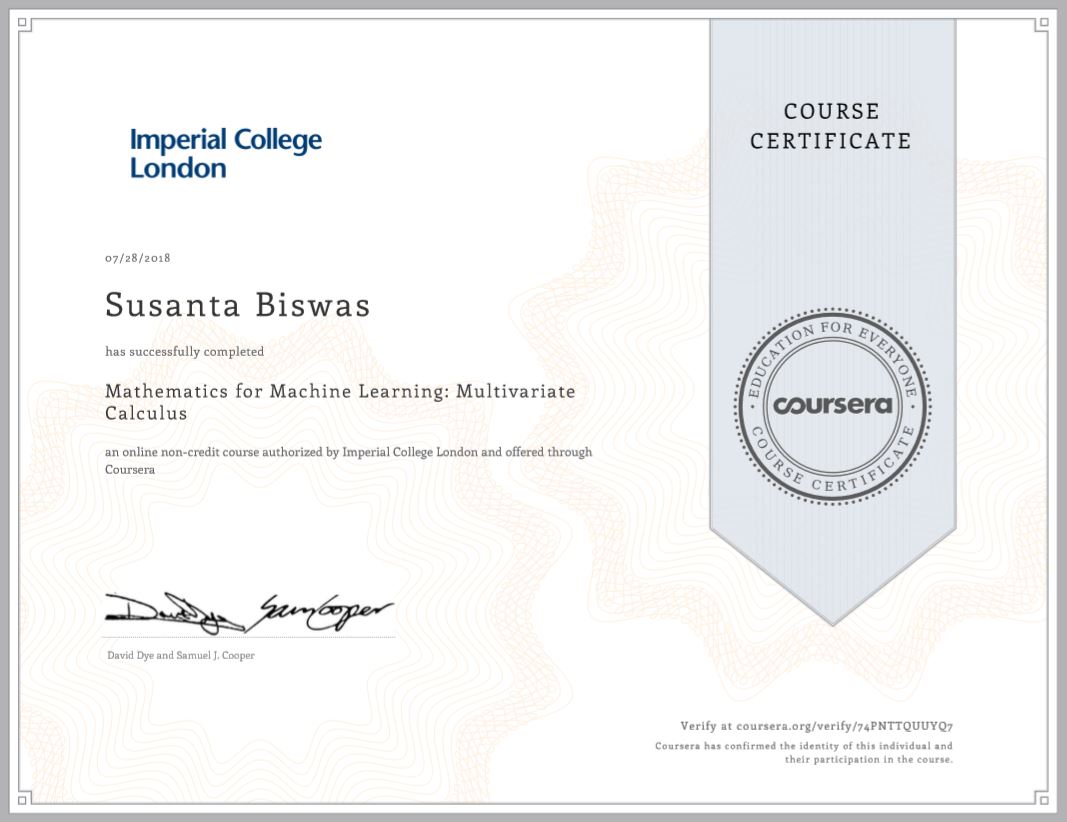 Imperial College
London
COURSE
CERTIFICATE
07/28/2018
Susanta Biswas
has successfully completed
Mathematics for Machine Learning: Multivariate
Calculus
an online non-credit course authorized by Imperial College London and offered through
Coursera
EDUCATION FOR EVERYONE
coursera
COURSE CERTIFICATE
David Dye Sam Cooper
David Dye and Samuel J. Cooper
Verify at coursera.org/verify/74PNTTQUUYQ7
Coursera has confirmed the identity of this individual and
their participation in the course.